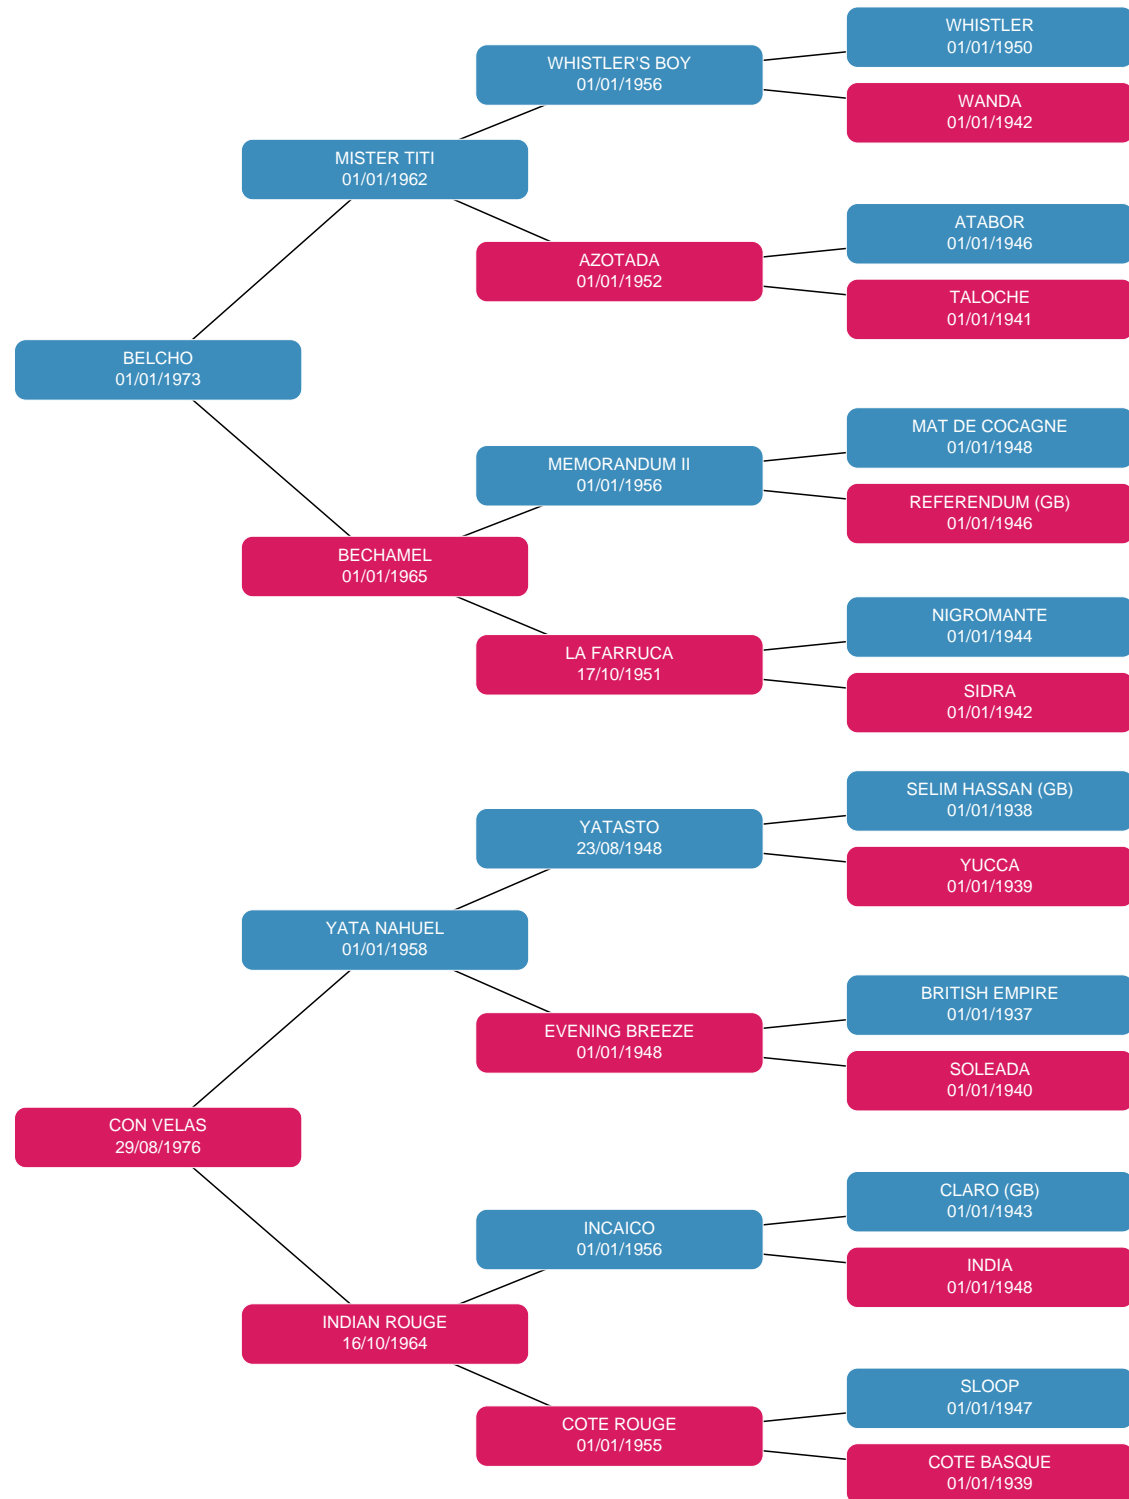 WHISTLER
01/01/1950
WHISTLER'S BOY
01/01/1956
WANDA
01/01/1942
MISTER TITI
01/01/1962
ATABOR
01/01/1946
AZOTADA
01/01/1952
TALOCHE
01/01/1941
BELCHO
01/01/1973
MAT DE COCAGNE
01/01/1948
MEMORANDUM II
01/01/1956
REFERENDUM (GB)
01/01/1946
BECHAMEL
01/01/1965
NIGROMANTE
01/01/1944
LA FARRUCA
17/10/1951
SIDRA
01/01/1942
SELIM HASSAN (GB)
01/01/1938
YATASTO
23/08/1948
YUCCA
01/01/1939
YATA NAHUEL
01/01/1958
BRITISH EMPIRE
01/01/1937
EVENING BREEZE
01/01/1948
SOLEADA
01/01/1940
CON VELAS
29/08/1976
CLARO (GB)
01/01/1943
INCAICO
01/01/1956
INDIA
01/01/1948
INDIAN ROUGE
16/10/1964
SLOOP
01/01/1947
COTE ROUGE
01/01/1955
COTE BASQUE
01/01/1939